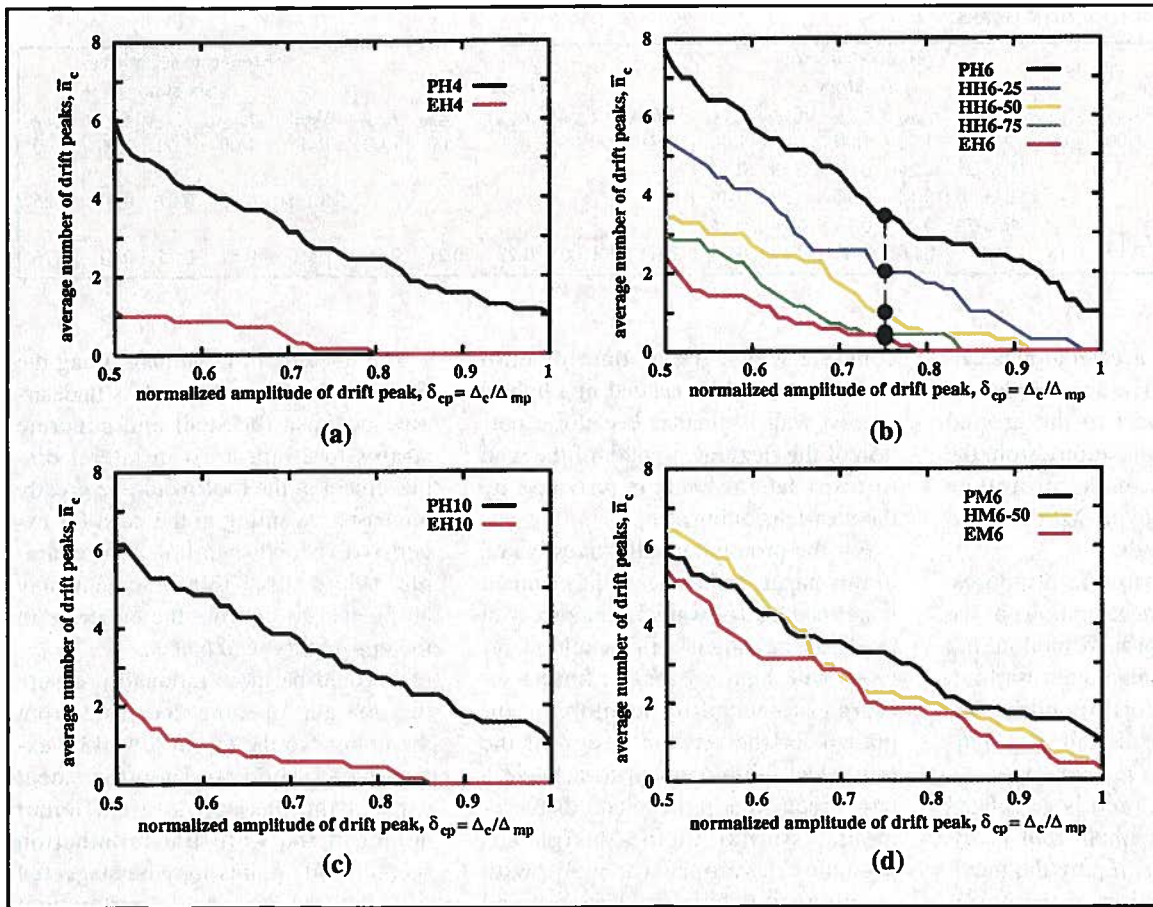 8
6
4
2
0
average number of drift peaks, n̄c
PH4
EH4
0.5 0.6 0.7 0.8 0.9 1
normalized amplitude of drift peak, δcp = Δc/Δmp
(a)
8
6
4
2
0
average number of drift peaks, n̄c
PH6
HH6-25
HH6-50
HH6-75
EH6
0.5 0.6 0.7 0.8 0.9 1
normalized amplitude of drift peak, δcp = Δc/Δmp
(b)
8
6
4
2
0
average number of drift peaks, n̄c
PH10
EH10
0.5 0.6 0.7 0.8 0.9 1
normalized amplitude of drift peak, δcp = Δc/Δmp
(c)
8
6
4
2
0
average number of drift peaks, n̄c
PM6
HM6-50
EM6
0.5 0.6 0.7 0.8 0.9 1
normalized amplitude of drift peak, δcp = Δc/Δmp
(d)